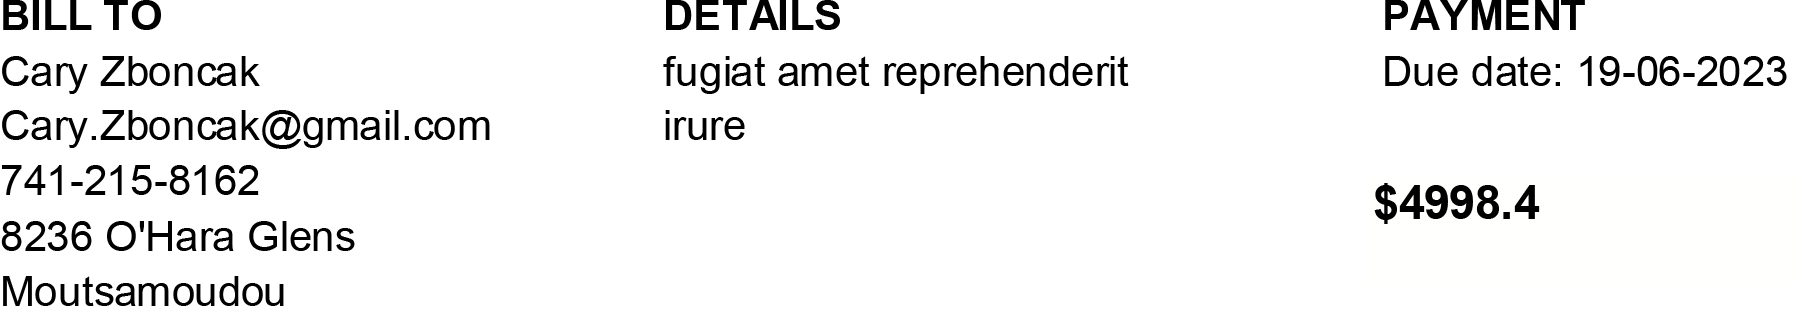 BILL TO
Cary Zboncak
Cary.Zboncak@gmail.com
741-215-8162
8236 O'Hara Glens
Moutsamoudou
DETAILS
fugiat amet reprehenderit
irure
PAYMENT
Due date: 19-06-2023
$4998.4